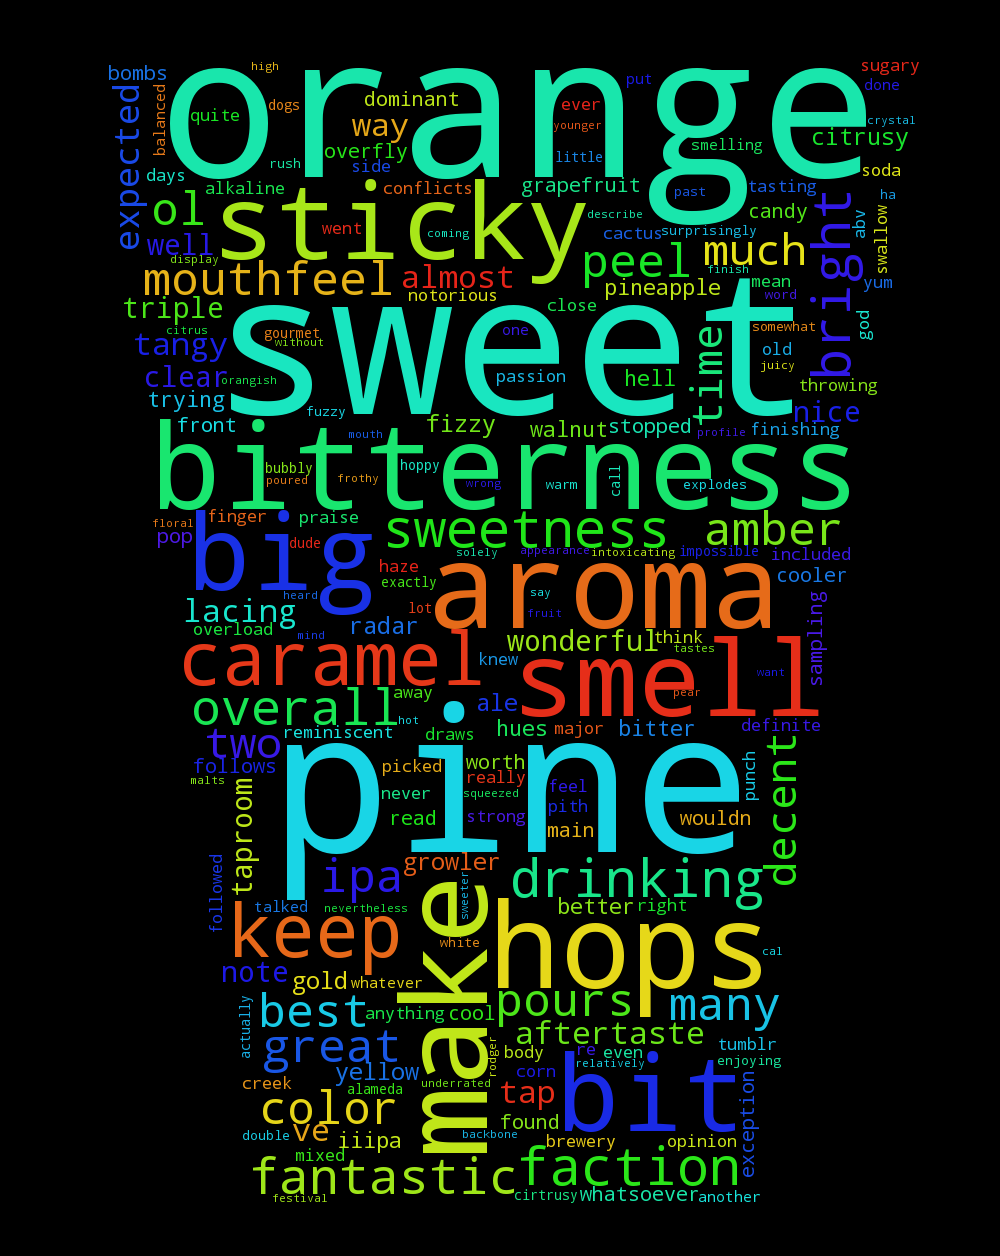 orange
high
bombs
sugary
put
done
balanced
expected
dogs
dominant
ever
quite
way
younger
crystal
citrusy
overfly
smelling
rush
side
little
days
soda
alkaline
conflicts
grapefruit
past
tasting
ha
ol
sticky
candy
describe
bright
abv
swallow
went
coming
cactus
surprisingly
well
much
display
peel
finish
mouthfeel
almost
mean
yum
pineapple
notorious
word
triple
close
god
sweet
citrus
gourmet
one
time
somewhat
tangy
without
old
juicy
clear
orangish
passion
hell
throwing
trying
fuzzy
nice
front
fizzy
walnut
stopped
profile
finishing
mouth
bitterness
bubbly
hoppy
poured
frothy
wrong
warm
call
explodes
finger
praise
floral
pop
big
sweetness
amber
dude
solely
appearance
intoxicating
impossible
included
haze
aroma
exactly
cooler
heard
say
lacing
lot
fruit
sampling
overload
mind
radar
wonderful
think
tastes
caramel
smell
knew
want
away
pear
overall
ale
hot
two
reminiscent
draws
hues
major
bitter
definite
follows
pine
picked
worth
decent
malts
really
feel
punch
never
squeezed
pith
taproom
read
strong
main
wouldn
growler
ipa
drinking
followed
sweeter
talked
nevertheless
better
right
keep
make
hops
white
cal
note
gold
whatever
best
anything
cool
pours
many
actually
aftertaste
great
rodger
body
re
even
tumblr
relatively
enjoying
yellow
corn
creek
alameda
underrated
tap
bit
exception
color
found
double
ve
iiipa
backbone
brewery
opinion
mixed
fantastic
faction
festival
cirtrusy
whatsoever
another